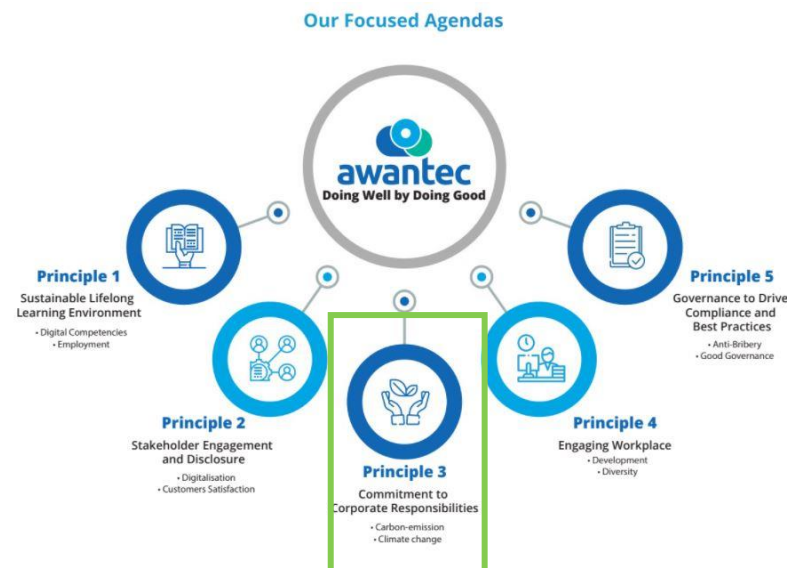 Our Focused Agendas
awantec
Doing Well by Doing Good
Principle 1
Sustainable Lifelong
Learning Environment
• Digital Competencies
• Employment
Principle 2
Stakeholder Engagement
and Disclosure
• Digitalisation
• Customers Satisfaction
Principle 3
Commitment to
Corporate Responsibilities
• Carbon-emission
• Climate change
Principle 4
Engaging Workplace
• Development
• Diversity
Principle 5
Governance to Drive
Compliance and
Best Practices
• Anti-Bribery
• Good Governance